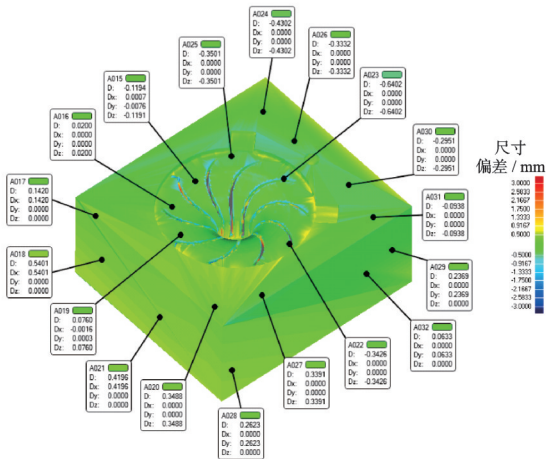 A024
D: -0.4302
Dx: 0.0000
Dy: 0.0000
Dz: -0.4302
A025
D: -0.3501
Dx: 0.0000
Dy: 0.0000
Dz: -0.3501
A026
D: -0.3332
Dx: 0.0000
Dy: 0.0000
Dz: -0.3332
A015
D: -0.1194
Dx: 0.0007
Dy: -0.0076
Dz: -0.1191
A023
D: -0.6402
Dx: 0.0000
Dy: 0.0000
Dz: -0.6402
A016
D: 0.0200
Dx: 0.0000
Dy: 0.0000
Dz: 0.0200
A030
D: -0.2951
Dx: 0.0000
Dy: 0.0000
Dz: -0.2951
A017
D: 0.1420
Dx: 0.1420
Dy: 0.0000
Dz: 0.0000
A031
D: -0.0938
Dx: 0.0000
Dy: 0.0000
Dz: -0.0938
A018
D: 0.5401
Dx: 0.5401
Dy: 0.0000
Dz: 0.0000
A029
D: 0.2369
Dx: 0.0000
Dy: 0.2369
Dz: 0.0000
A019
D: 0.0760
Dx: -0.0016
Dy: 0.0003
Dz: 0.0760
A032
D: 0.0633
Dx: 0.0000
Dy: 0.0633
Dz: 0.0000
A021
D: 0.4196
Dx: 0.4196
Dy: 0.0000
Dz: 0.0000
A020
D: 0.3488
Dx: 0.0000
Dy: 0.0000
Dz: 0.3488
A028
D: 0.2623
Dx: 0.0000
Dy: 0.2623
Dz: 0.0000
A027
D: 0.3391
Dx: 0.0000
Dy: 0.0000
Dz: 0.3391
A022
D: -0.3426
Dx: 0.0000
Dy: 0.0000
Dz: -0.3426
尺寸
偏差 / mm
3.0000
2.5833
2.1667
1.7500
1.3333
0.9167
0.5000
-0.5000
-0.9167
-1.3333
-1.7500
-2.1667
-2.5833
-3.0000